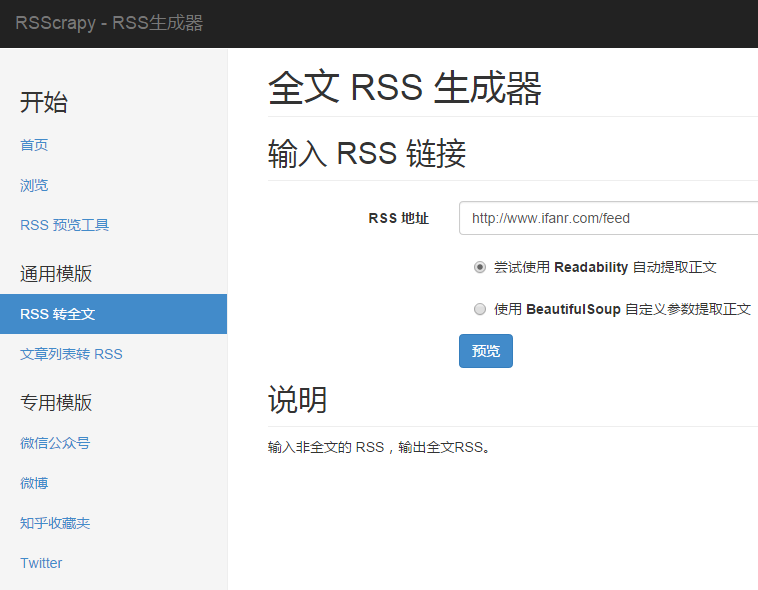 RSScrapy - RSS生成器
开始
首页
浏览
RSS 预览工具
通用模版
RSS 转全文
文章列表转 RSS
专用模版
微信公众号
微博
知乎收藏夹
Twitter
全文 RSS 生成器
输入 RSS 链接
RSS 地址
http://www.ifanr.com/feed
尝试使用 Readability 自动提取正文
使用 BeautifulSoup 自定义参数提取正文
预览
说明
输入非全文的 RSS，输出全文RSS。